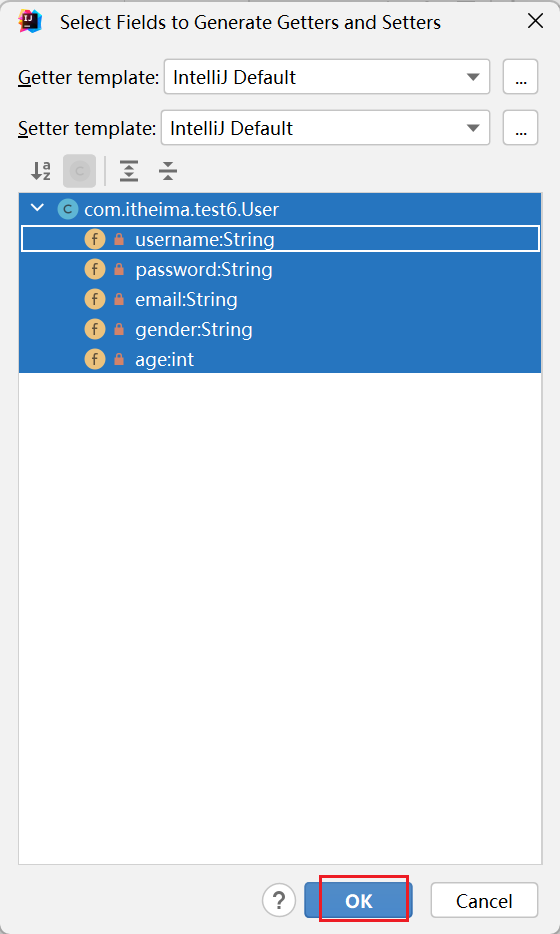 Select Fields to Generate Getters and Setters
Getter template: IntelliJ Default ...
Setter template: IntelliJ Default ...
com.itheima.test6.User
username:String
password:String
email:String
gender:String
age:int
? OK Cancel